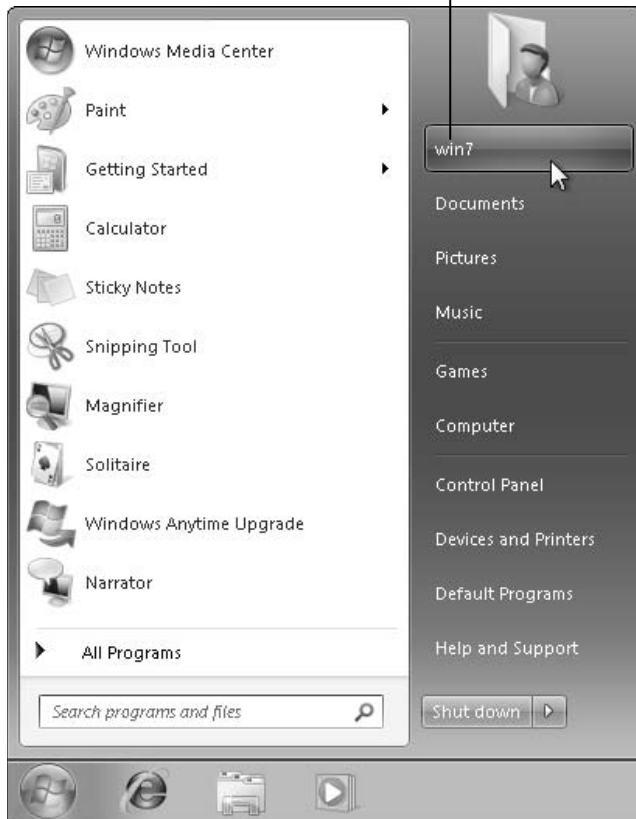 Windows Media Center
Paint
Getting Started
Calculator
Sticky Notes
Snipping Tool
Magnifier
Solitaire
Windows Anytime Upgrade
Narrator
All Programs
Search programs and files
win7
Documents
Pictures
Music
Games
Computer
Control Panel
Devices and Printers
Default Programs
Help and Support
Shut down